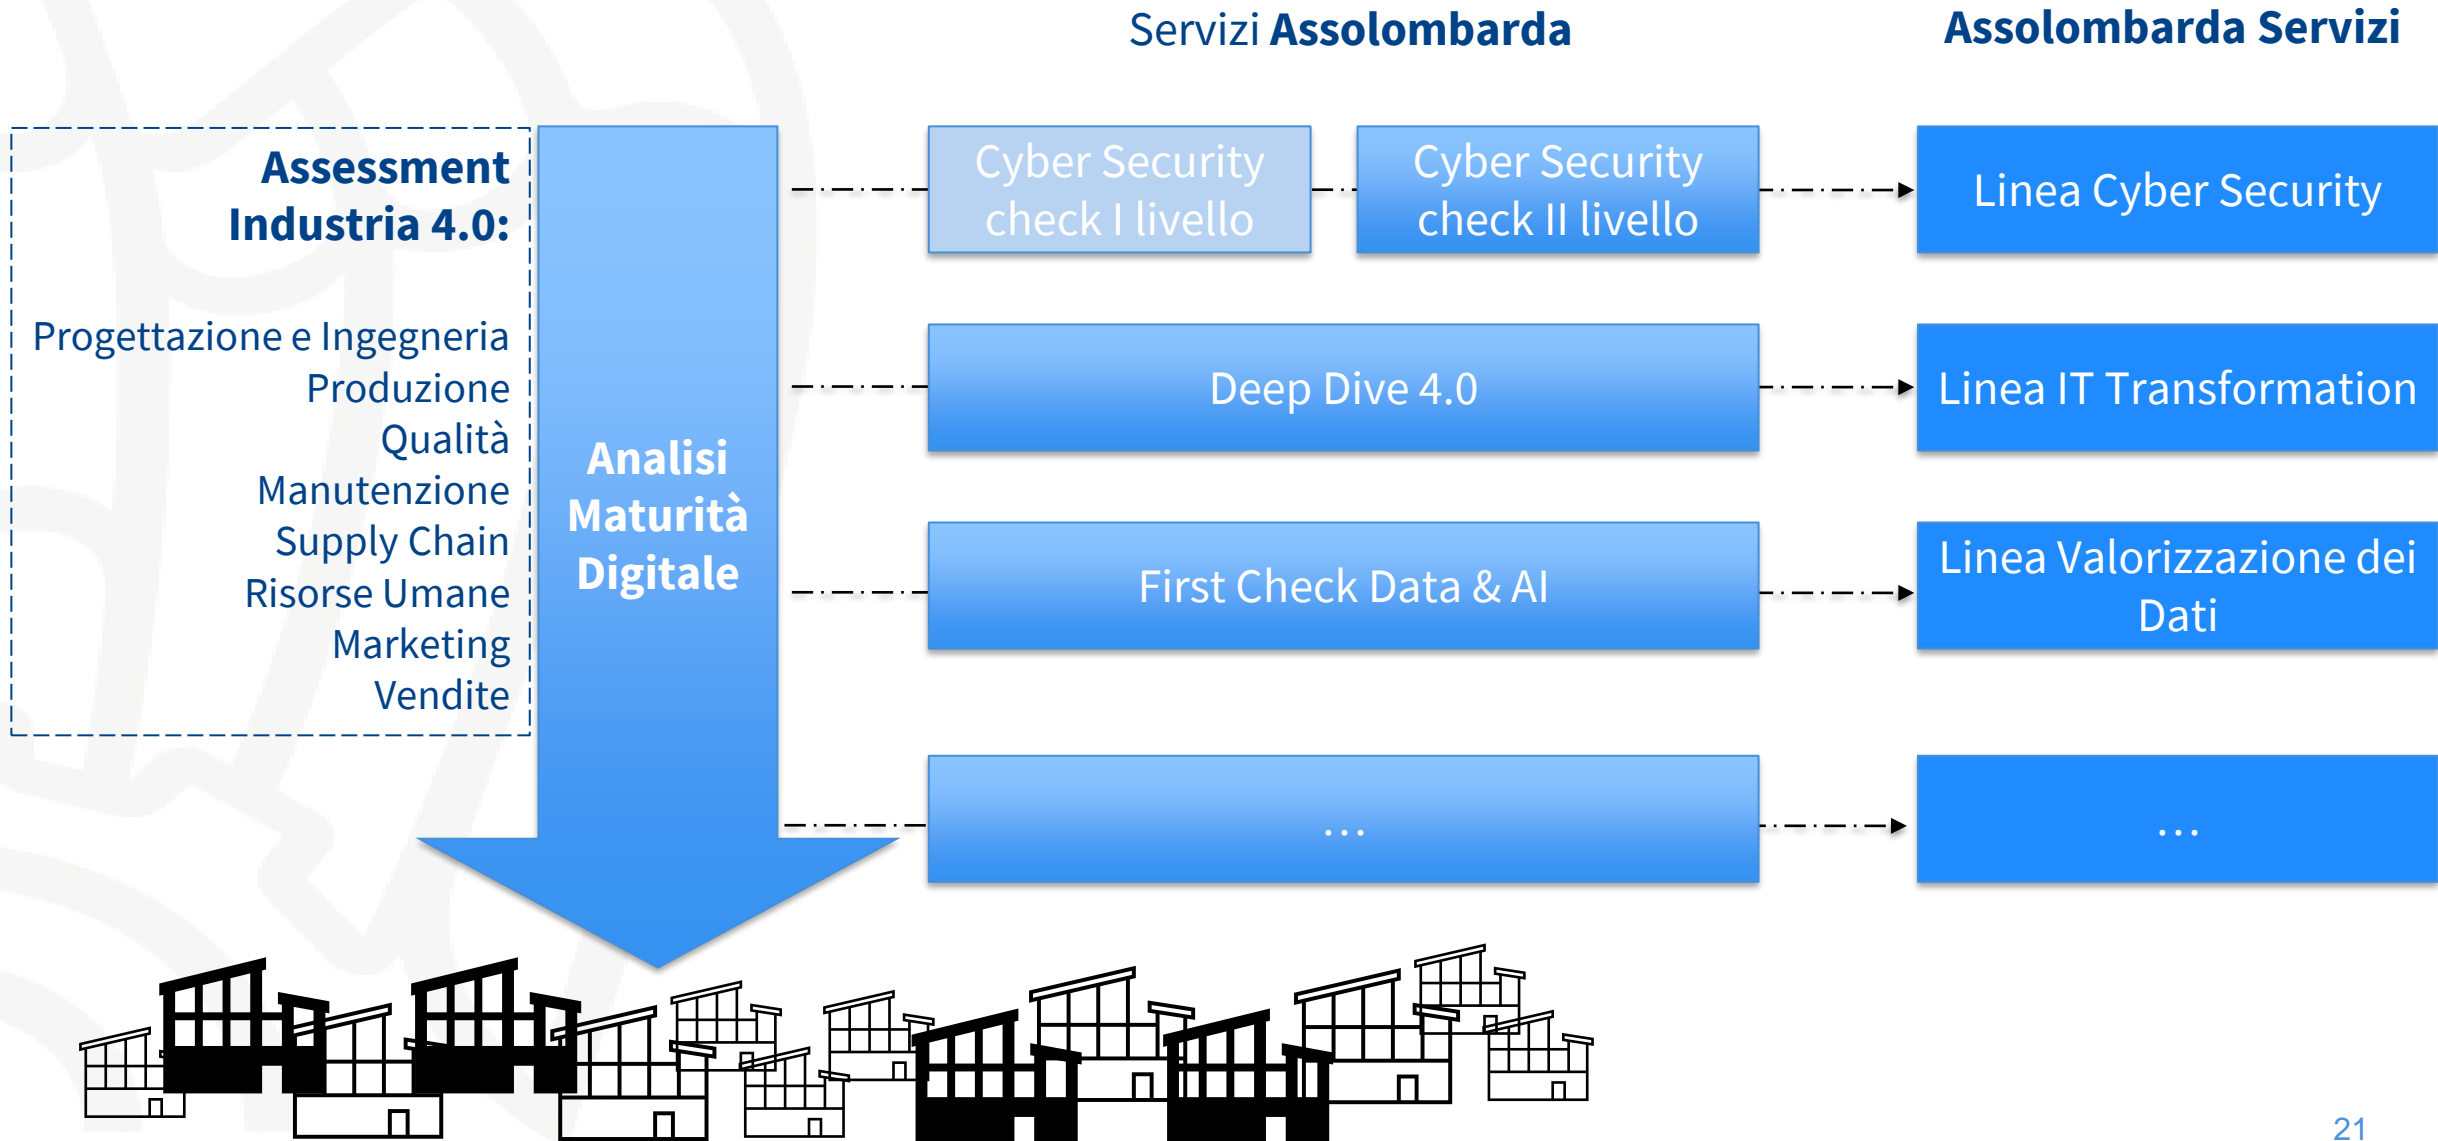 Servizi Assolombarda
Assolombarda Servizi
Assessment
Industria 4.0:
Progettazione e Ingegneria
Produzione
Qualità
Manutenzione
Supply Chain
Risorse Umane
Marketing
Vendite
Analisi
Maturità
Digitale
Cyber Security
check I livello
Cyber Security
check II livello
Linea Cyber Security
Deep Dive 4.0
Linea IT Transformation
First Check Data & AI
Linea Valorizzazione dei
Dati
…
…
21